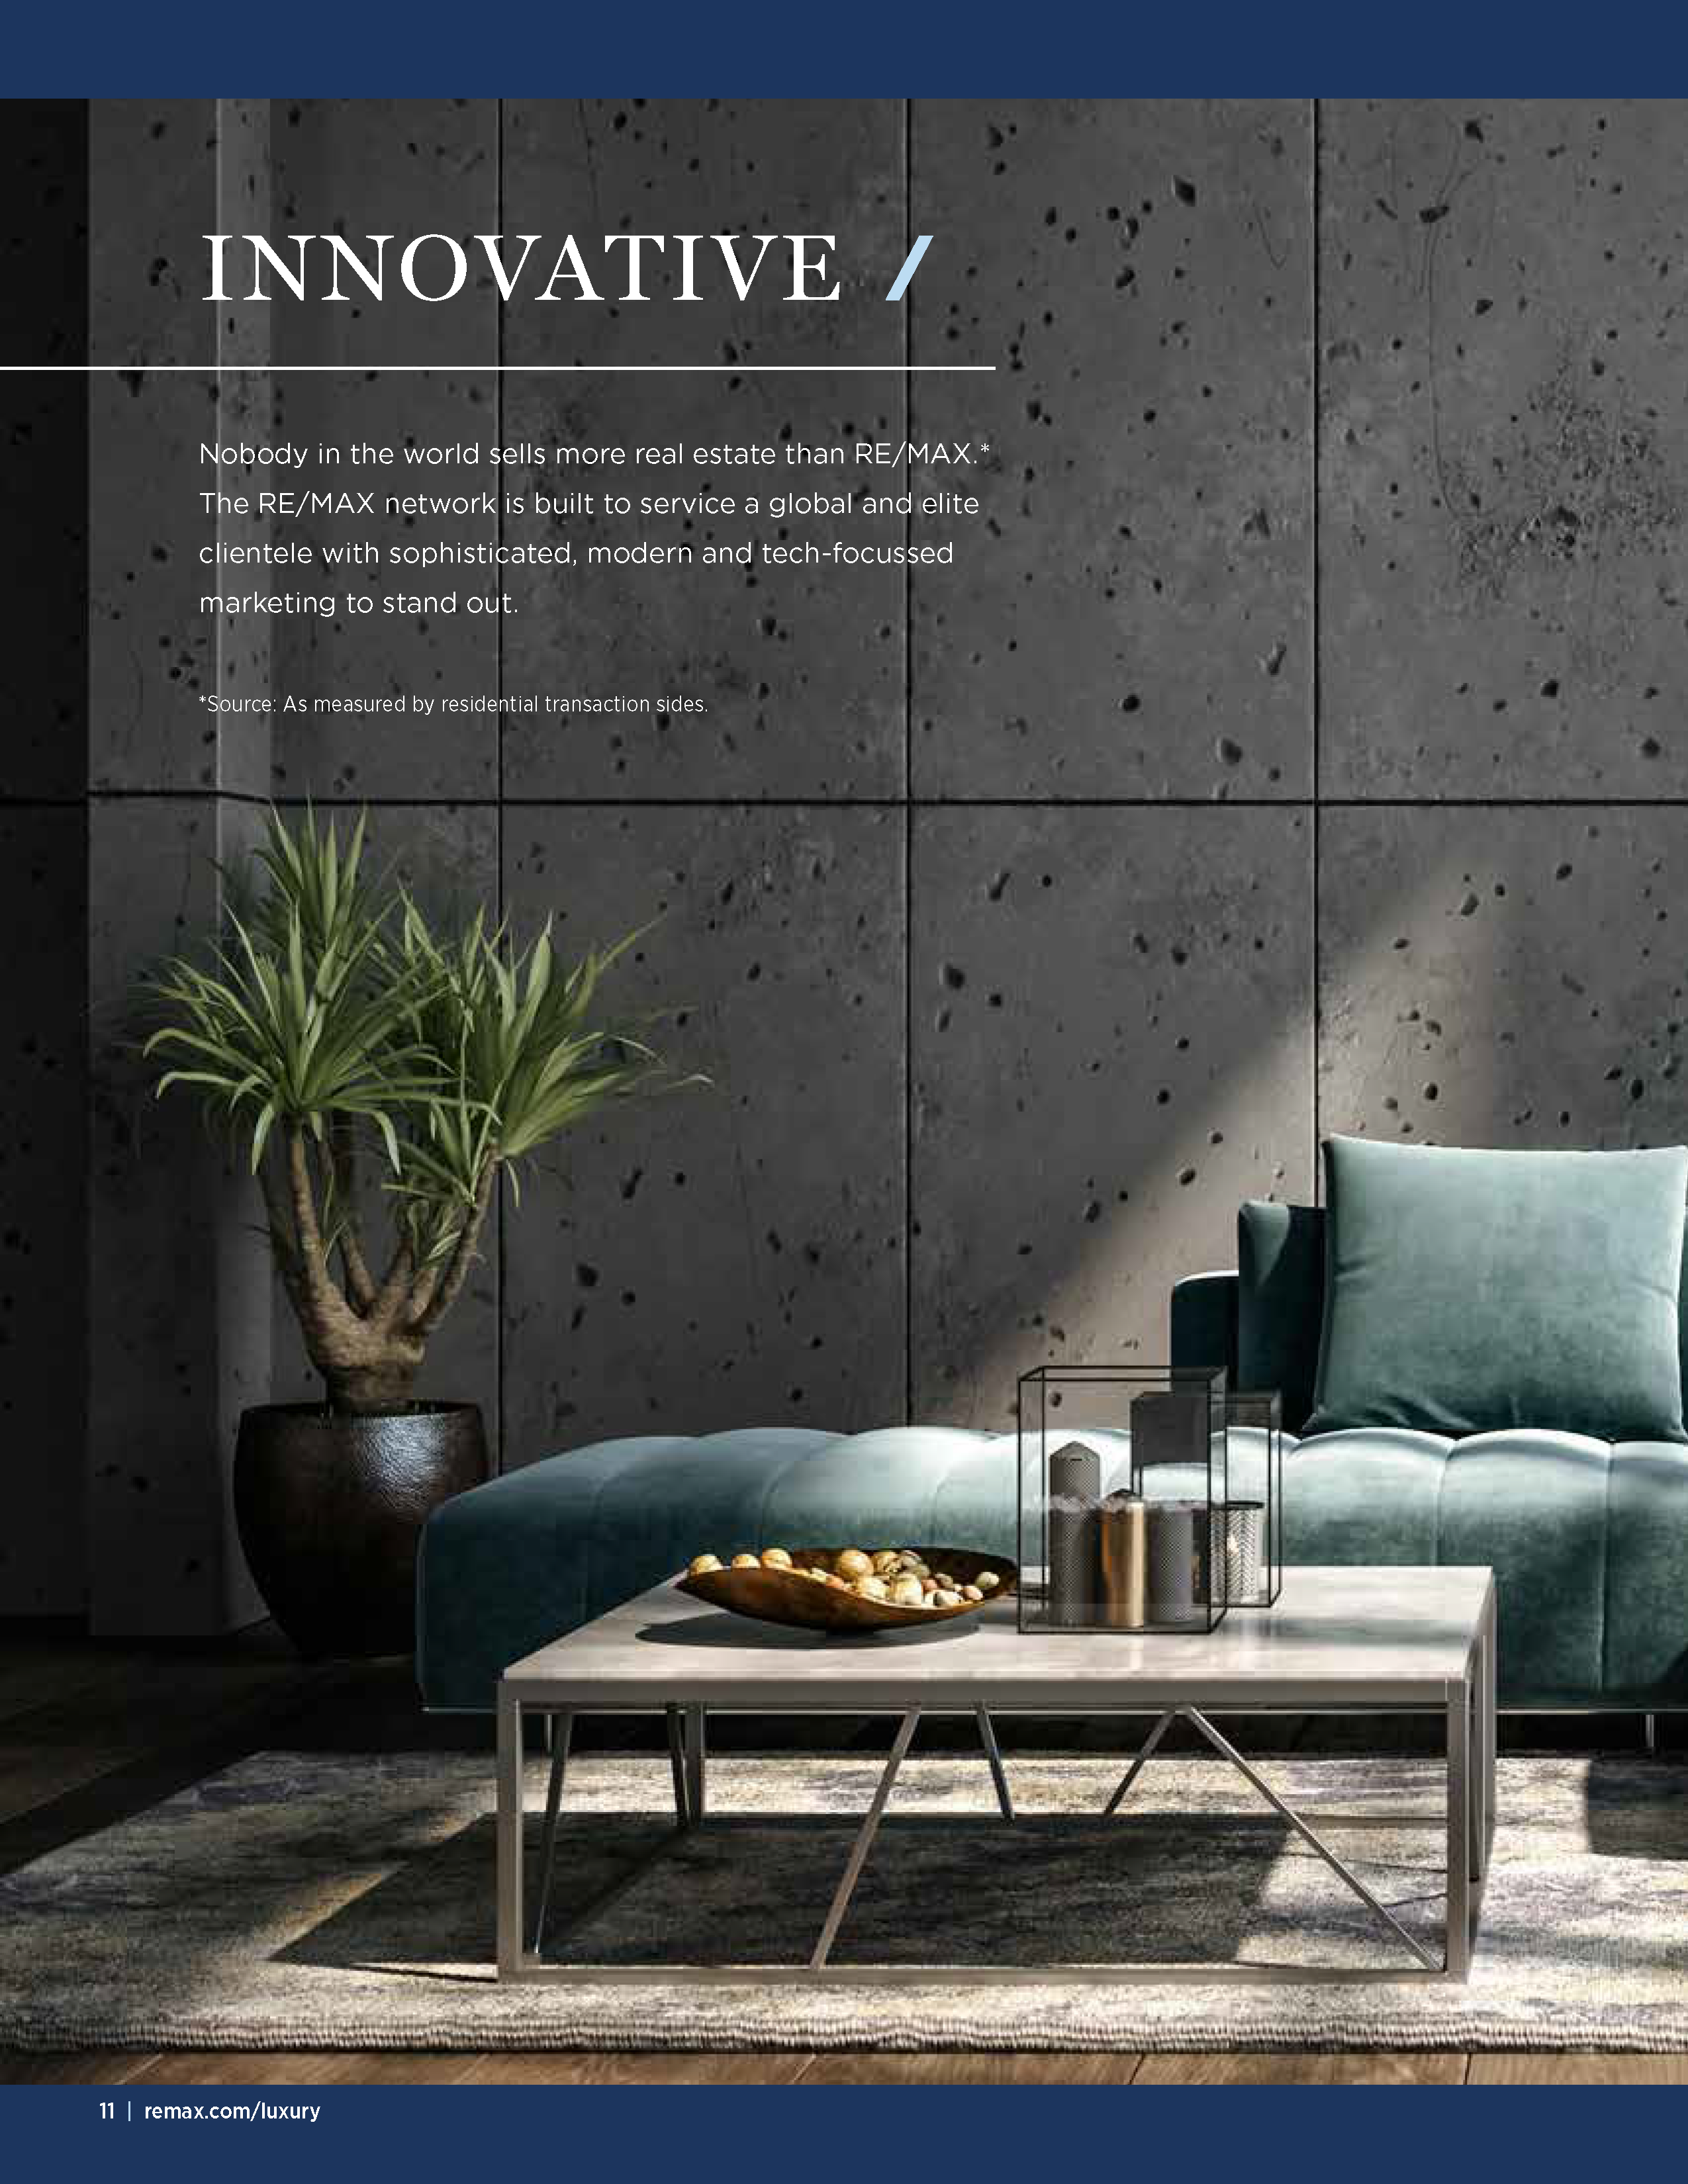 INNOVATIVE /
Nobody in the world sells more real estate than RE/MAX.*
The RE/MAX network is built to service a global and elite
clientele with sophisticated, modern and tech-focussed
marketing to stand out.
*Source: As measured by residential transaction sides.
11 | remax.com/luxury